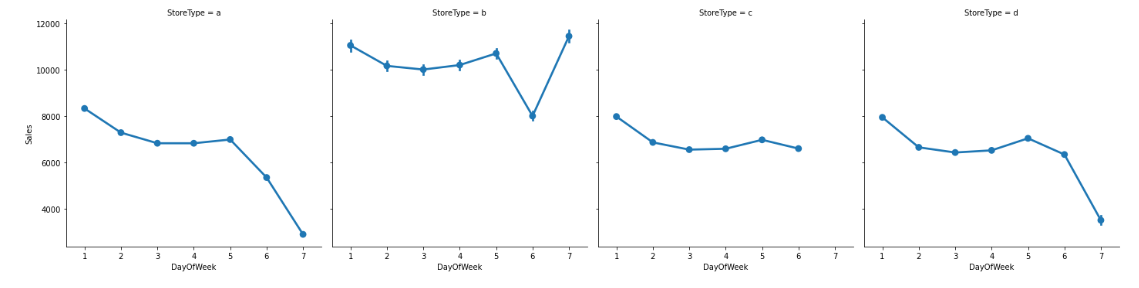 StoreType = a
StoreType = b
StoreType = c
StoreType = d
12000
10000
8000
6000
4000
Sales
1 2 3 4 5 6 7
1 2 3 4 5 6 7
1 2 3 4 5 6 7
1 2 3 4 5 6 7
DayOfWeek
DayOfWeek
DayOfWeek
DayOfWeek